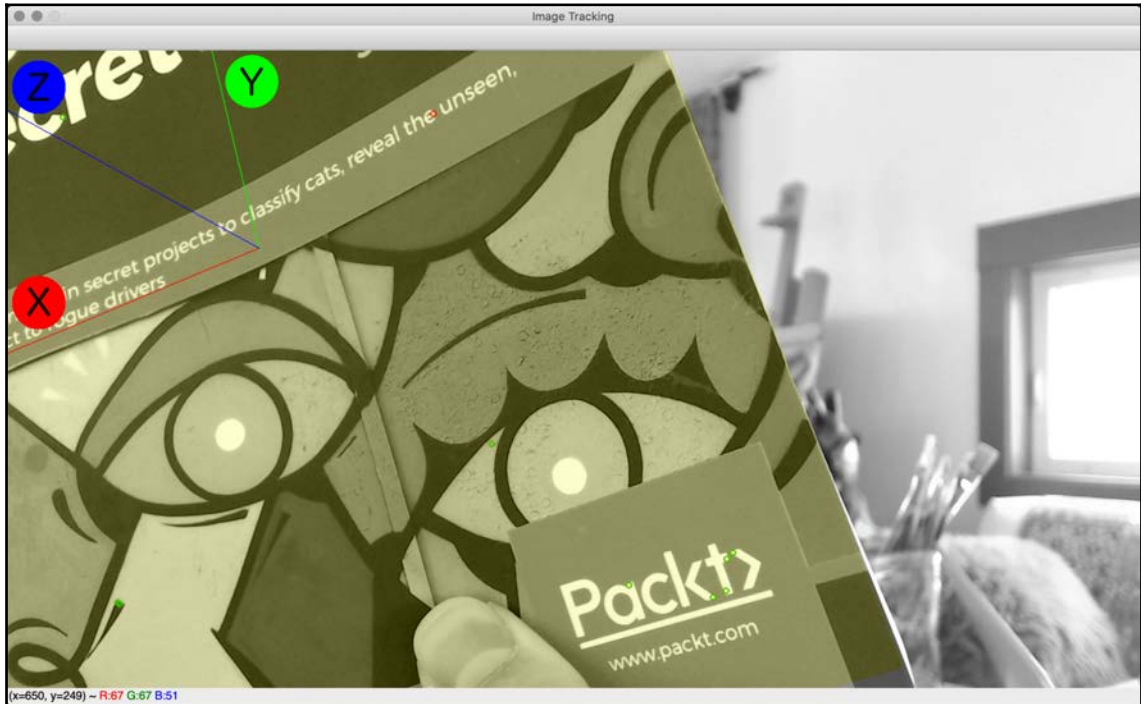 Image Tracking
Z
Y
cret
unseen,
in secret projects to classify cats, reveal the
X
ct to rogue drivers
Packt>
www.packt.com
(x=650, y=249) ~ R:67 G:67 B:51